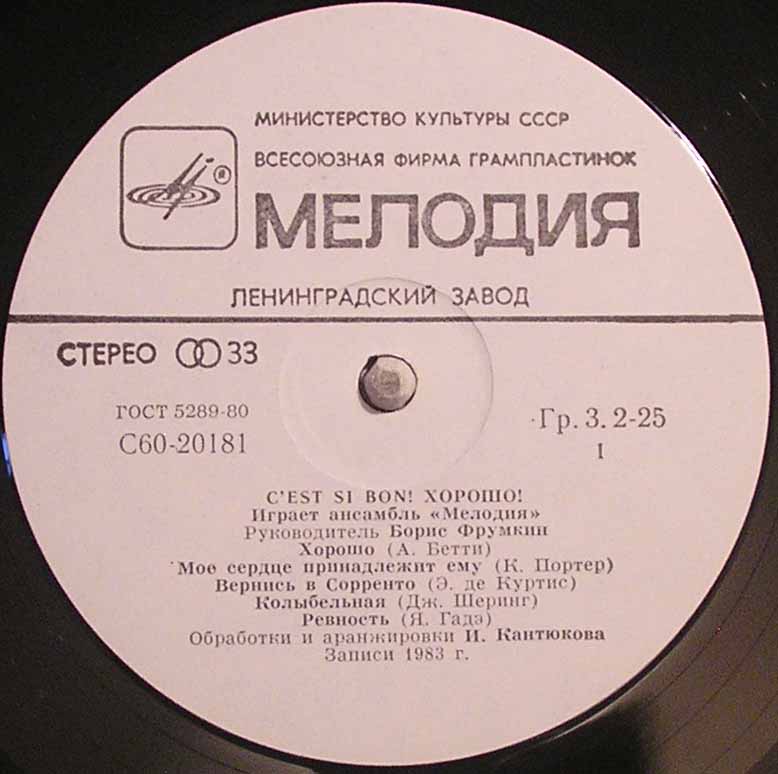 МИНИСТЕРСТВО КУЛЬТУРЫ СССР
ВСЕСОЮЗНАЯ ФИРМА ГРАМПЛАСТИНОК
®
МЕЛОДИЯ
ЛЕНИНГРАДСКИЙ ЗАВОД
СТЕРЕО 33
ГОСТ 5289-80
Гр. 3. 2-25
С60-20181
1
C'EST SI BON! ХОРОШО!
Играет ансамбль «Мелодия»
Руководитель Борис Фрумкин
Хорошо (А. Бетти)
Мое сердце принадлежит ему (К. Портер)
Вернись в Сорренто (Э. де Куртис)
Колыбельная (Дж. Шеринг)
Ревность (Я. Гадэ)
Обработки и аранжировки И. Кантюкова
Записи 1983 г.